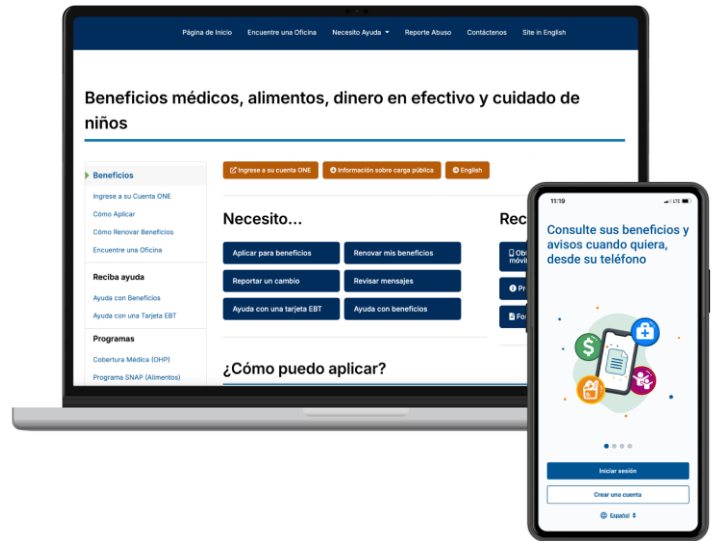 Página de Inicio Encuentre una Oficina Necesito Ayuda Reporte Abuso Contáctenos Site in English
Beneficios médicos, alimentos, dinero en efectivo y cuidado de
niños
Beneficios
Ingrese a su Cuenta ONE
Cómo Aplicar
Cómo Renovar Beneficios
Encuentre una Oficina
Reciba ayuda
Ayuda con Beneficios
Ayuda con una Tarjeta EBT
Programas
Cobertura Médica (OHP)
Programa SNAP (Alimentos)
Ingrese a su cuenta ONE Información sobre carga pública English
Necesito...
Aplicar para beneficios Renovar mis beneficios
Reportar un cambio Revisar mensajes
Ayuda con una tarjeta EBT Ayuda con beneficios
¿Cómo puedo aplicar?
11:19 LTE
Consulte sus beneficios y
avisos cuando quiera,
desde su teléfono
Iniciar sesión
Crear una cuenta
Español